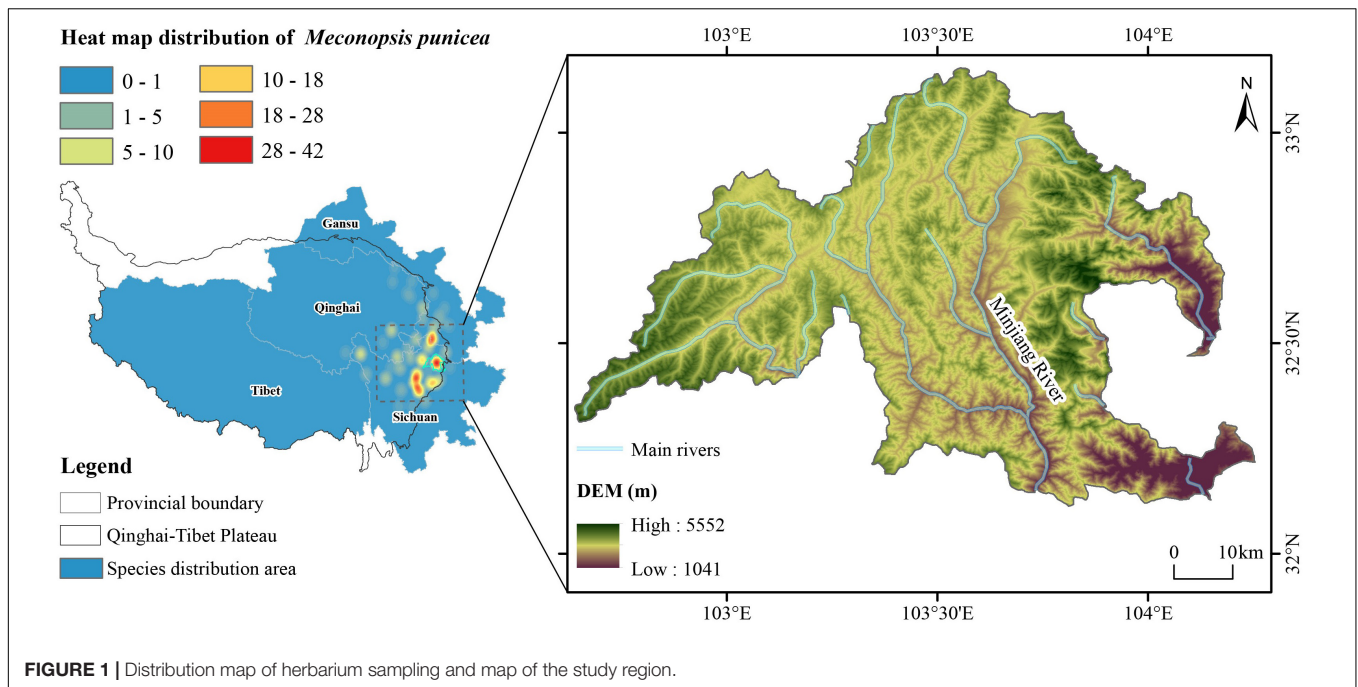 Heat map distribution of Meconopsis punicea
0 - 1
10 - 18
1 - 5
18 - 28
5 - 10
28 - 42
Gansu
Qinghai
Tibet
Sichuan
Legend
Provincial boundary
Qinghai-Tibet Plateau
Species distribution area
103°E
103°30'E
104°E
N
33°N
32°30'N
32°N
Minjiang River
Main rivers
DEM (m)
High : 5552
Low : 1041
0 10 km
103°E
103°30'E
104°E
FIGURE 1 | Distribution map of herbarium sampling and map of the study region.